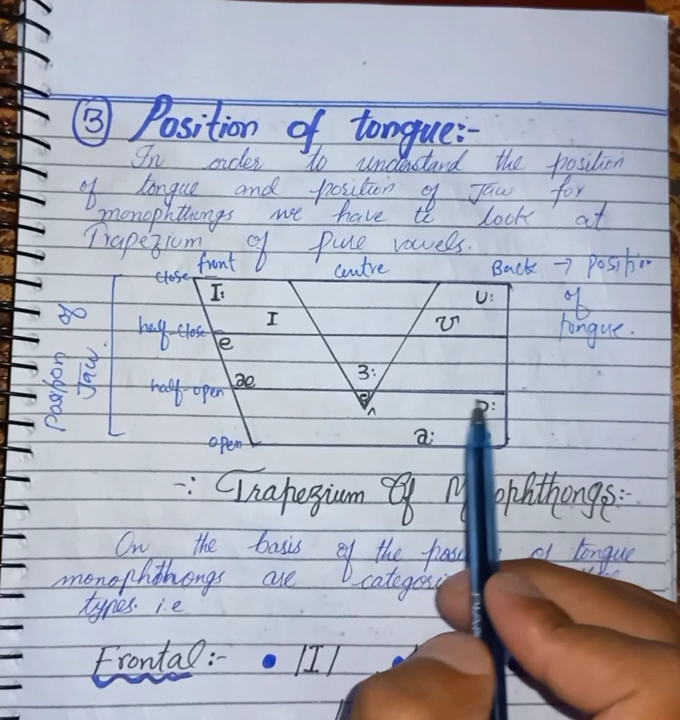 3 Position of tongue:-
In order to understand the position
of tongue and position of Jaw for
monophthongs we have to look at
Trapezium of pure vowels.
front centre Back → position
close I: U: of
I ʊ tongue.
half-close
e
Position of Jaw.
3:
half-open æ
ə
ʌ ɒ:
open a:
-: Trapezium Of M ophthongs:-
On the basis of the of tongue
monophthongs are
types. i.e
Frontal:- • /I/ •